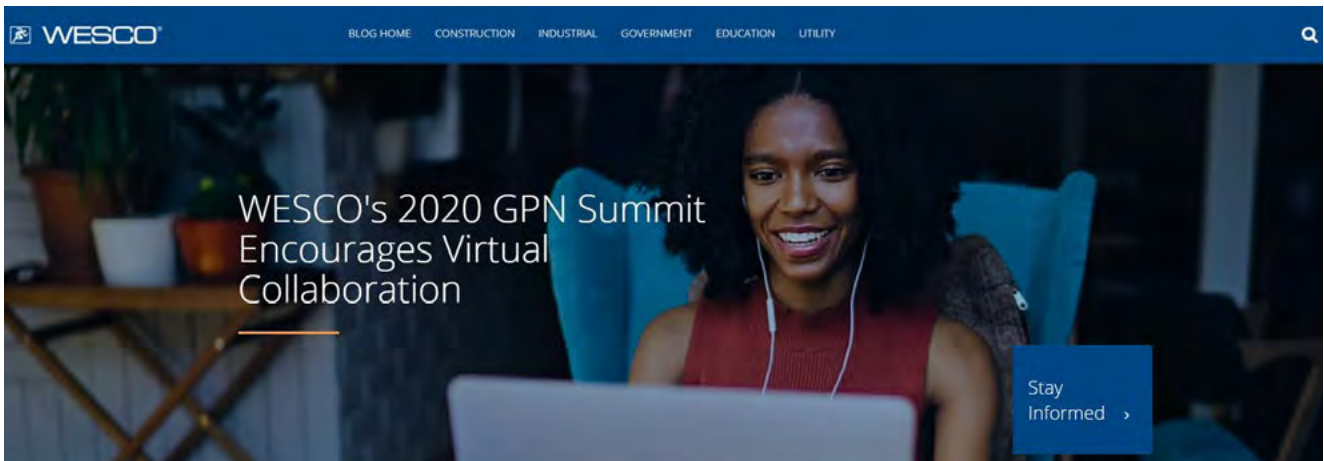 WESCO®
BLOG HOME CONSTRUCTION INDUSTRIAL GOVERNMENT EDUCATION UTILITY
WESCO's 2020 GPN Summit
Encourages Virtual
Collaboration
Stay
Informed ›